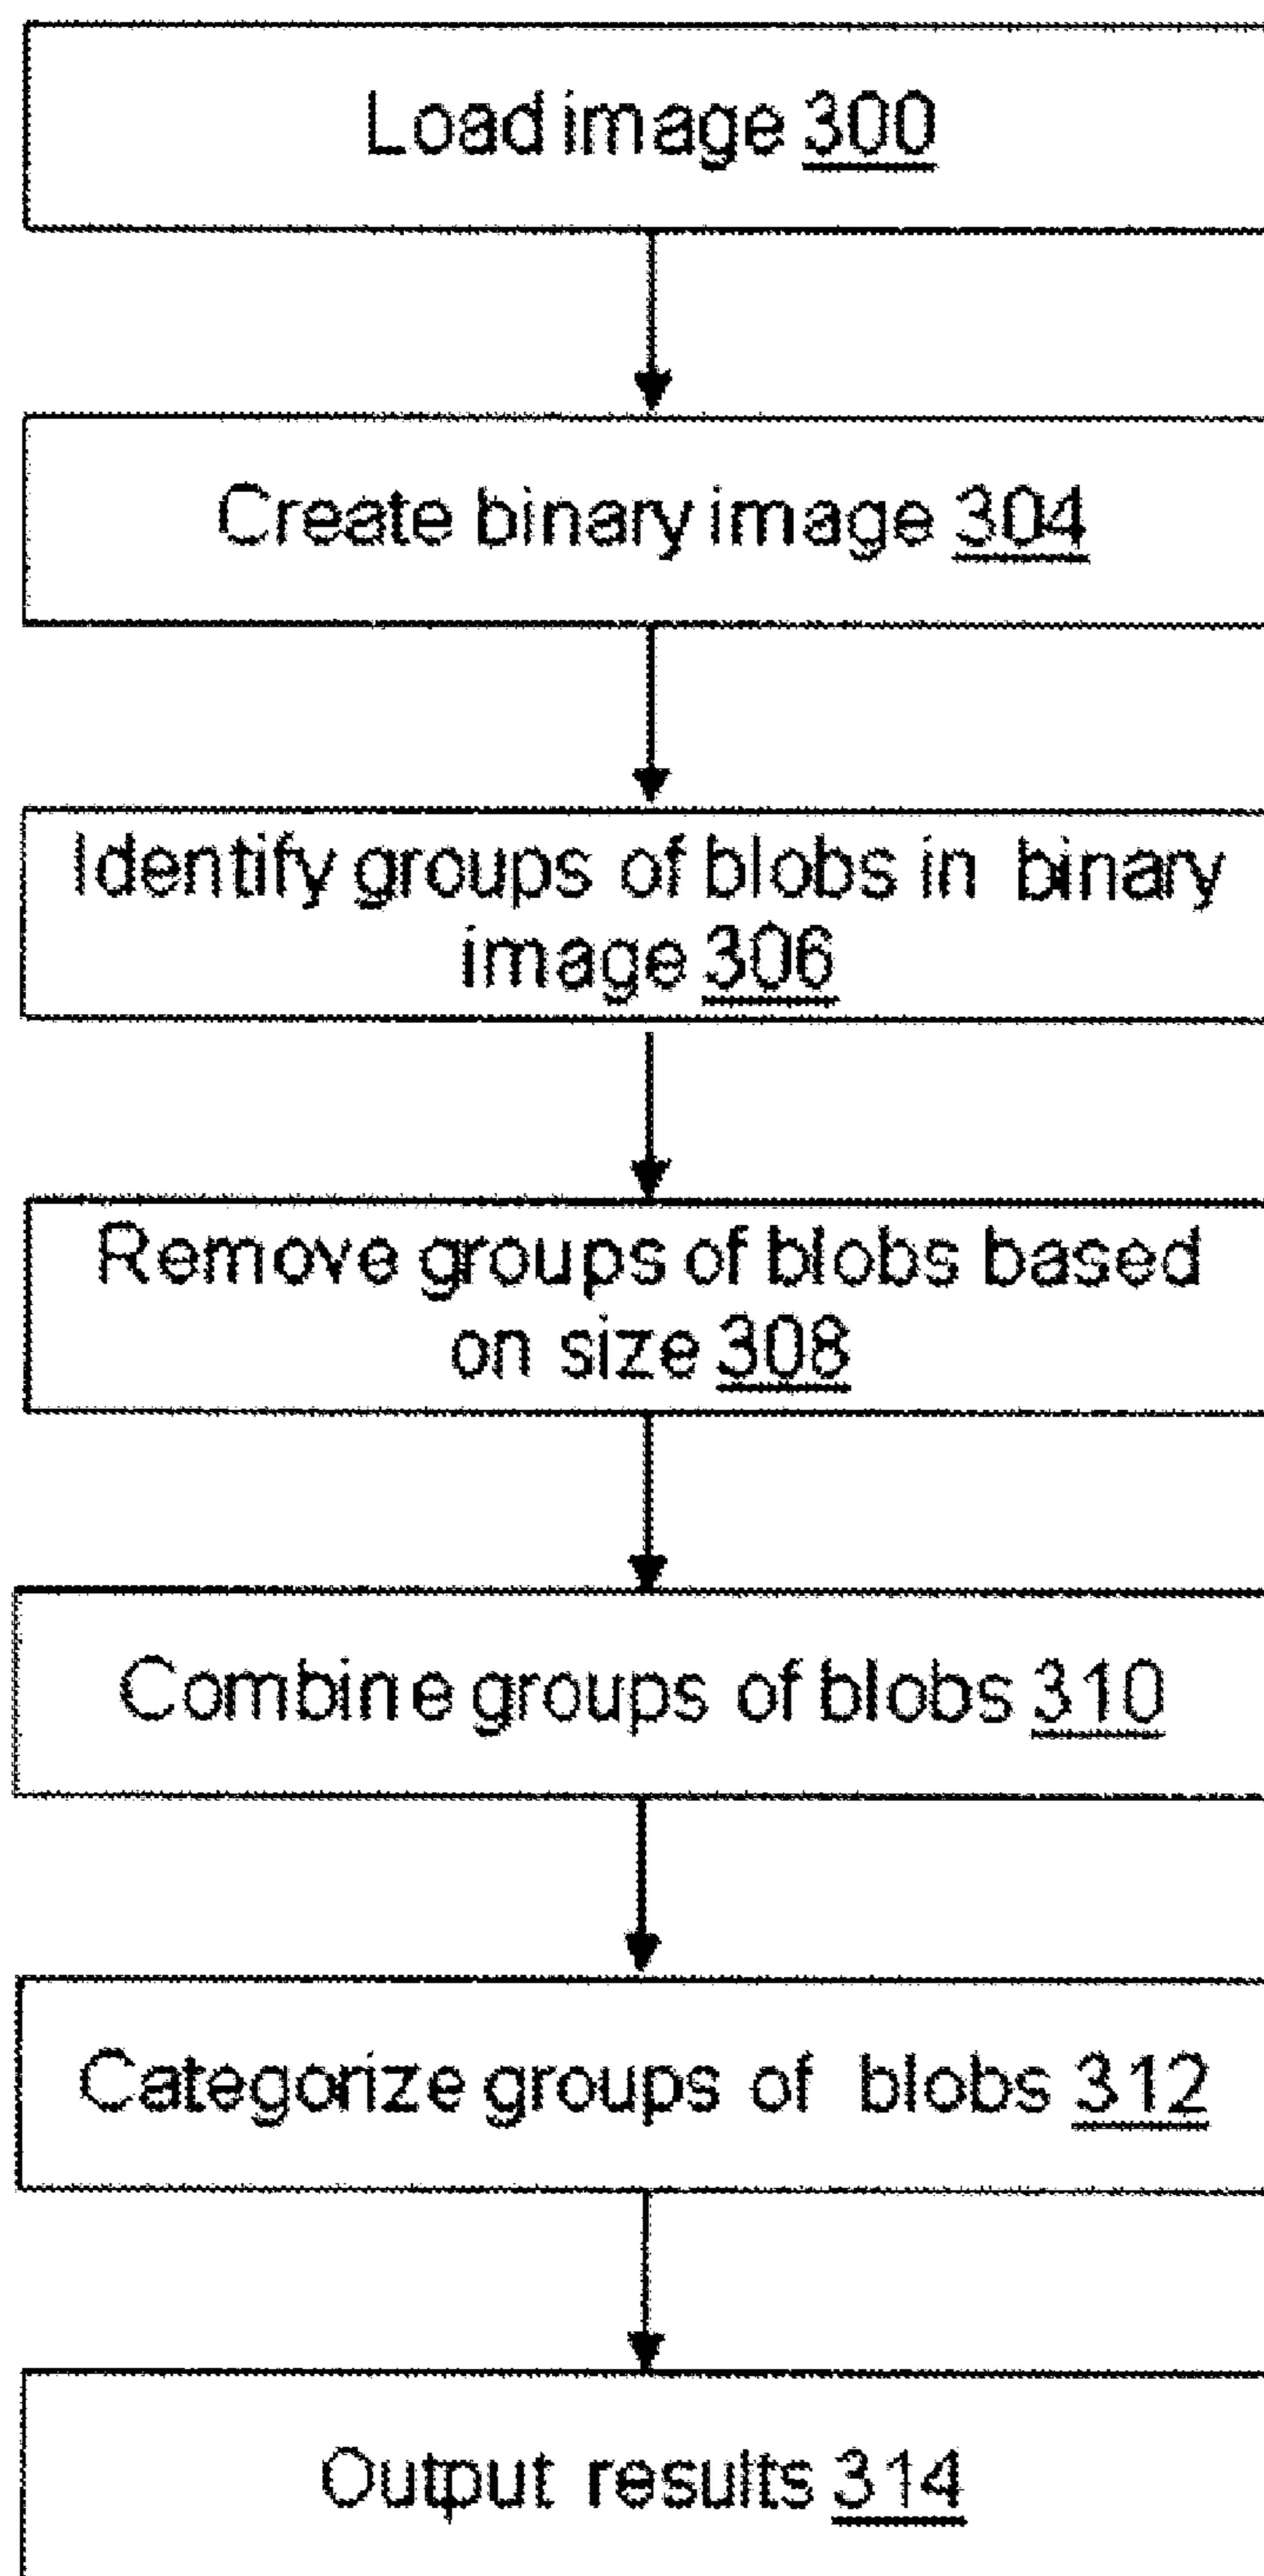 Load image 300
Create binary image 304
Identify groups of blobs in binary
image 306
Remove groups of blobs based
on size 308
Combine groups of blobs 310
Categorize groups of blobs 312
Output results 314